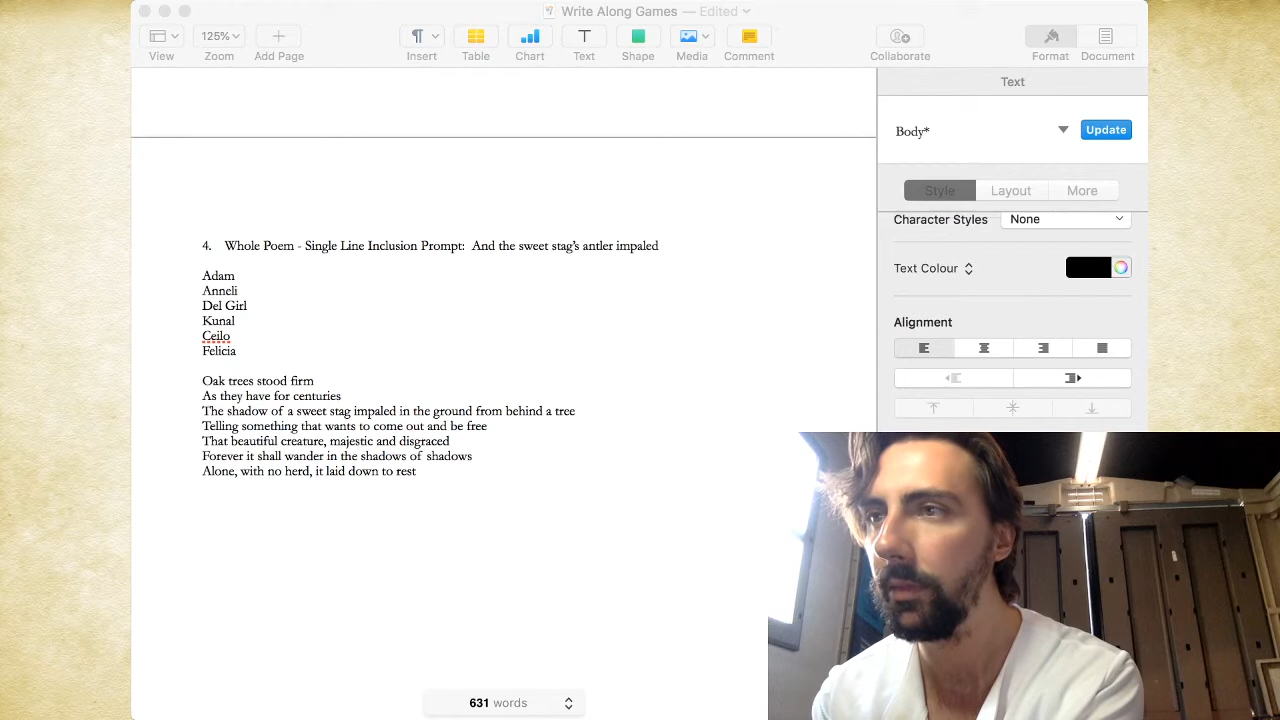 Write Along Games — Edited
125%
View
Zoom
Add Page
Insert
Table
Chart
Text
Shape
Media
Comment
Collaborate
Format
Document
Text
Body*
Update
Style
Layout
More
Character Styles
None
Text Colour
Alignment
4. Whole Poem - Single Line Inclusion Prompt: And the sweet stag's antler impaled
Adam
Anneli
Del Girl
Kunal
Ceilo
Felicia
Oak trees stood firm
As they have for centuries
The shadow of a sweet stag impaled in the ground from behind a tree
Telling something that wants to come out and be free
That beautiful creature, majestic and disgraced
Forever it shall wander in the shadows of shadows
Alone, with no herd, it laid down to rest
631 words